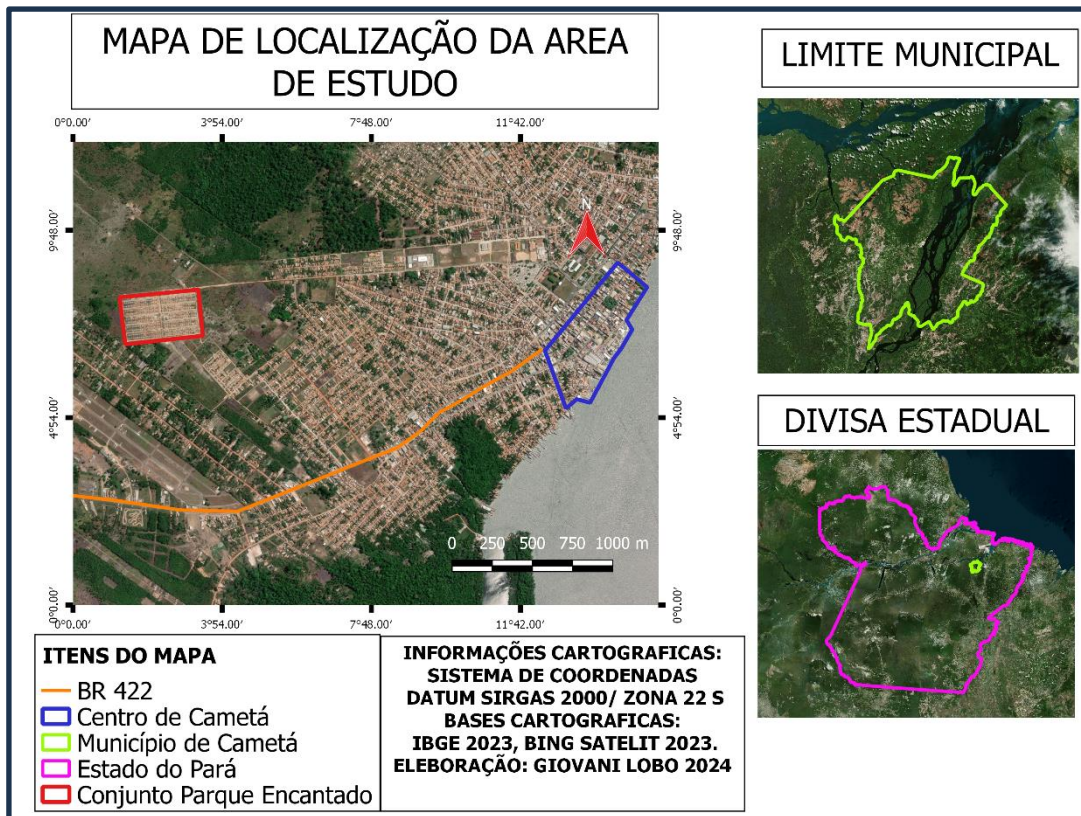 MAPA DE LOCALIZAÇÃO DA AREA
DE ESTUDO
0°0.00'
3°54.00'
7°48.00'
11°42.00'
9°48.00'
9°48.00'
N
4°54.00'
4°54.00'
0 250 500 750 1000 m
0°0.00'
0°0.00'
3°54.00'
7°48.00'
11°42.00'
0°0.00'
LIMITE MUNICIPAL
DIVISA ESTADUAL
ITENS DO MAPA
BR 422
Centro de Cametá
Município de Cametá
Estado do Pará
Conjunto Parque Encantado
INFORMAÇÕES CARTOGRAFICAS:
SISTEMA DE COORDENADAS
DATUM SIRGAS 2000/ ZONA 22 S
BASES CARTOGRAFICAS:
IBGE 2023, BING SATELIT 2023.
ELEBORAÇÃO: GIOVANI LOBO 2024